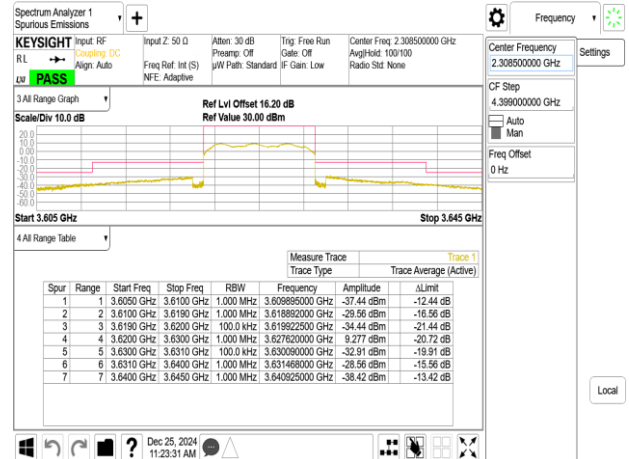 Spectrum Analyzer 1
Spurious Emissions
Frequency
KEYSIGHT
Input: RF
Coupling: DC
Align: Auto
Input Z: 50 Ω
Freq Ref: Int (S)
NFE: Adaptive
Atten: 30 dB
Preamp: Off
µW Path: Standard
Trig: Free Run
Gate: Off
IF Gain: Low
Center Freq: 2.308500000 GHz
Avg|Hold: 100/100
Radio Std: None
RL
LXI
PASS
Center Frequency
2.308500000 GHz
Settings
CF Step
4.399000000 GHz
Auto
Man
Freq Offset
0 Hz
3 All Range Graph
Scale/Div 10.0 dB
Ref Lvl Offset 16.20 dB
Ref Value 30.00 dBm
20.0
10.0
0.00
-10.0
-20.0
-30.0
-40.0
-50.0
-60.0
Start 3.605 GHz
Stop 3.645 GHz
4 All Range Table
Measure Trace Trace 1
Trace Type Trace Average (Active)
Spur Range Start Freq Stop Freq RBW Frequency Amplitude ΔLimit
1 1 3.6050 GHz 3.6100 GHz 1.000 MHz 3.609895000 GHz -37.44 dBm -12.44 dB
2 2 3.6100 GHz 3.6190 GHz 1.000 MHz 3.618892000 GHz -29.56 dBm -16.56 dB
3 3 3.6190 GHz 3.6200 GHz 100.0 kHz 3.619922500 GHz -34.44 dBm -21.44 dB
4 4 3.6200 GHz 3.6300 GHz 1.000 MHz 3.627620000 GHz 9.277 dBm -20.72 dB
5 5 3.6300 GHz 3.6310 GHz 100.0 kHz 3.630090000 GHz -32.91 dBm -19.91 dB
6 6 3.6310 GHz 3.6400 GHz 1.000 MHz 3.631468000 GHz -28.56 dBm -15.56 dB
7 7 3.6400 GHz 3.6450 GHz 1.000 MHz 3.640925000 GHz -38.42 dBm -13.42 dB
Local
Dec 25, 2024
11:23:31 AM